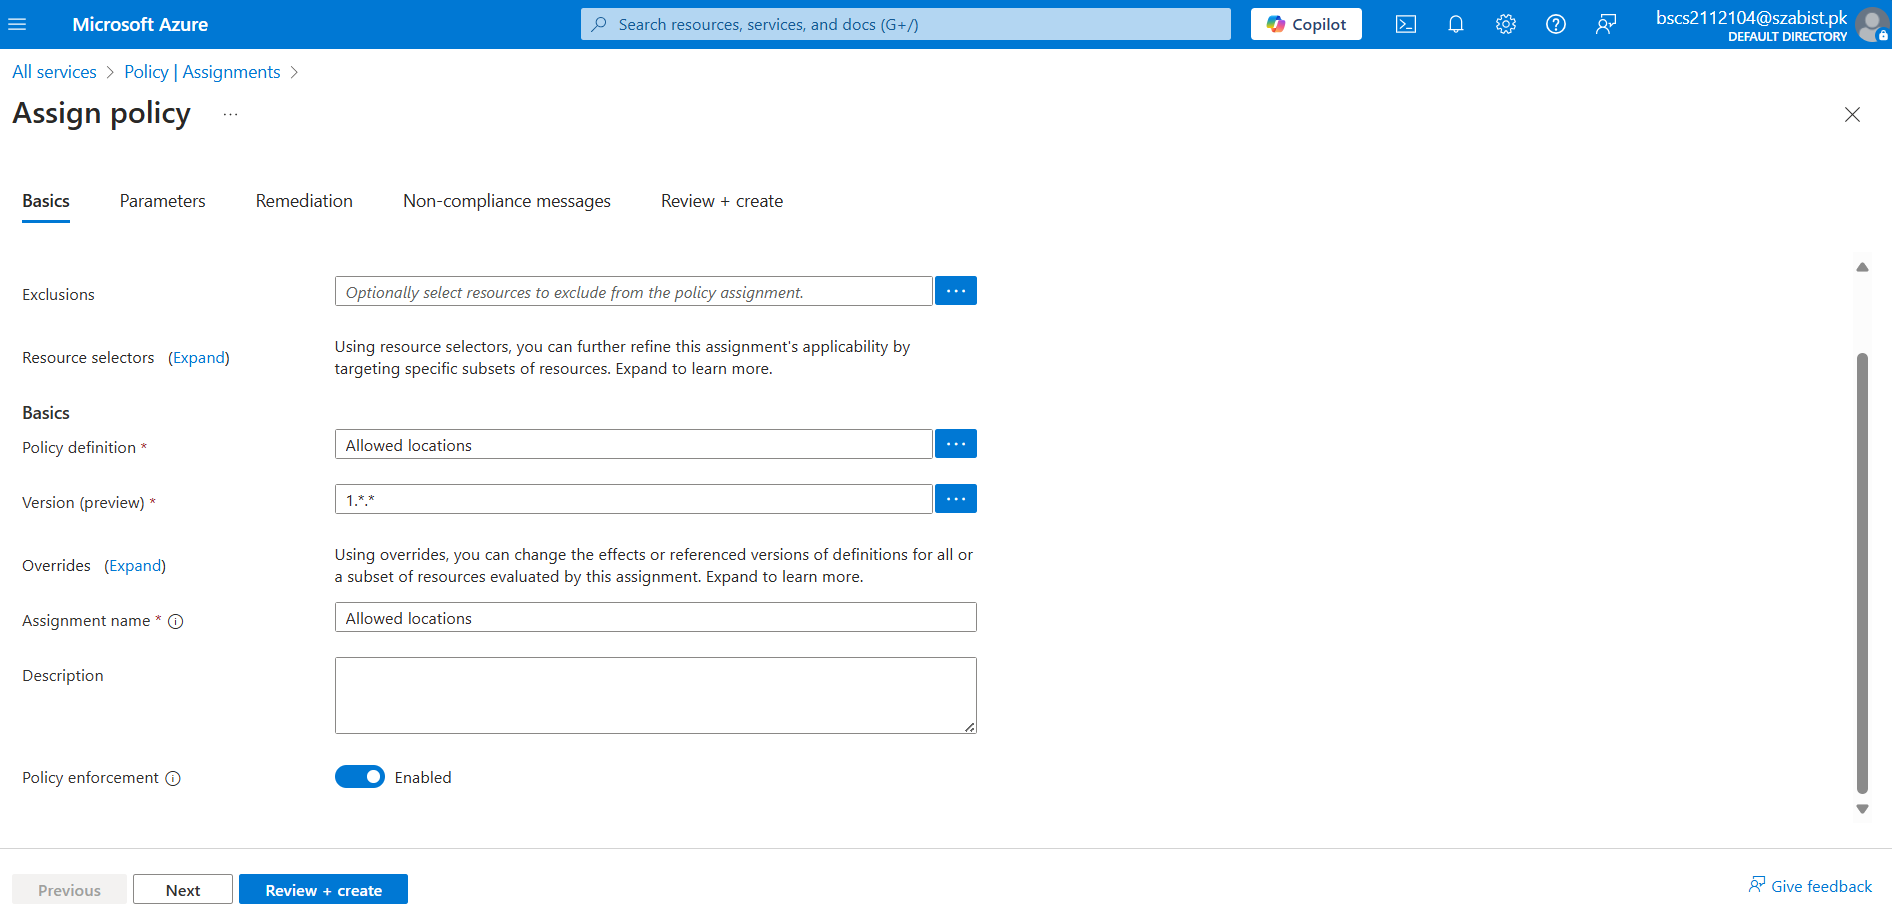 Microsoft Azure
Search resources, services, and docs (G+/)
Copilot
bscs2112104@szabist.pk
DEFAULT DIRECTORY
All services > Policy | Assignments >
Assign policy ...
Basics Parameters Remediation Non-compliance messages Review + create
Exclusions
Optionally select resources to exclude from the policy assignment.
...
Resource selectors (Expand)
Using resource selectors, you can further refine this assignment's applicability by
targeting specific subsets of resources. Expand to learn more.
Basics
Policy definition *
Allowed locations
...
Version (preview) *
1.*.*
...
Overrides (Expand)
Using overrides, you can change the effects or referenced versions of definitions for all or
a subset of resources evaluated by this assignment. Expand to learn more.
Assignment name *
Allowed locations
Description
Policy enforcement
Enabled
Previous Next Review + create
Give feedback